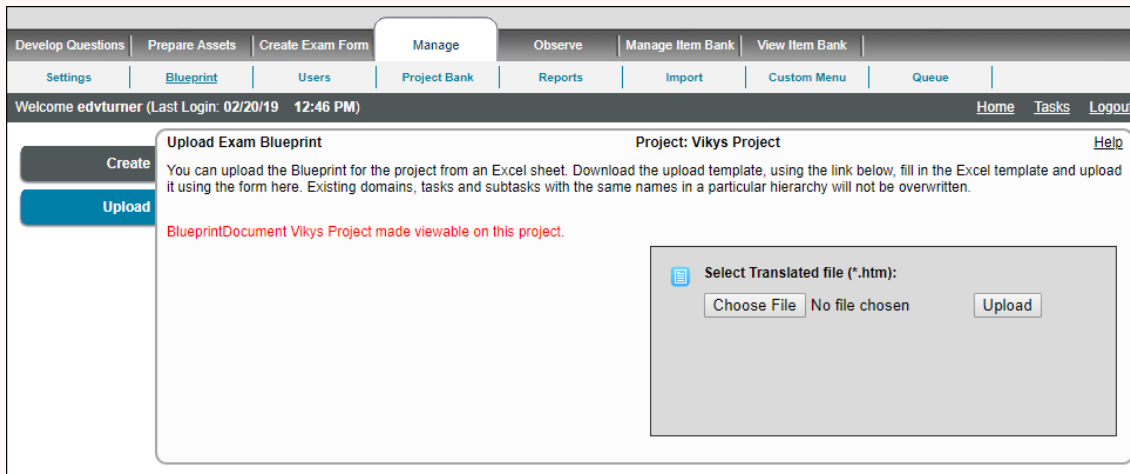 Develop Questions Prepare Assets Create Exam Form Manage Observe Manage Item Bank View Item Bank
Settings Blueprint Users Project Bank Reports Import Custom Menu Queue
Welcome edvturner (Last Login: 02/20/19 12:46 PM) Home Tasks Logout
Create
Upload
Upload Exam Blueprint Project: Vikys Project Help
You can upload the Blueprint for the project from an Excel sheet. Download the upload template, using the link below, fill in the Excel template and upload
it using the form here. Existing domains, tasks and subtasks with the same names in a particular hierarchy will not be overwritten.
BlueprintDocument Vikys Project made viewable on this project.
Select Translated file (*.htm):
Choose File No file chosen Upload